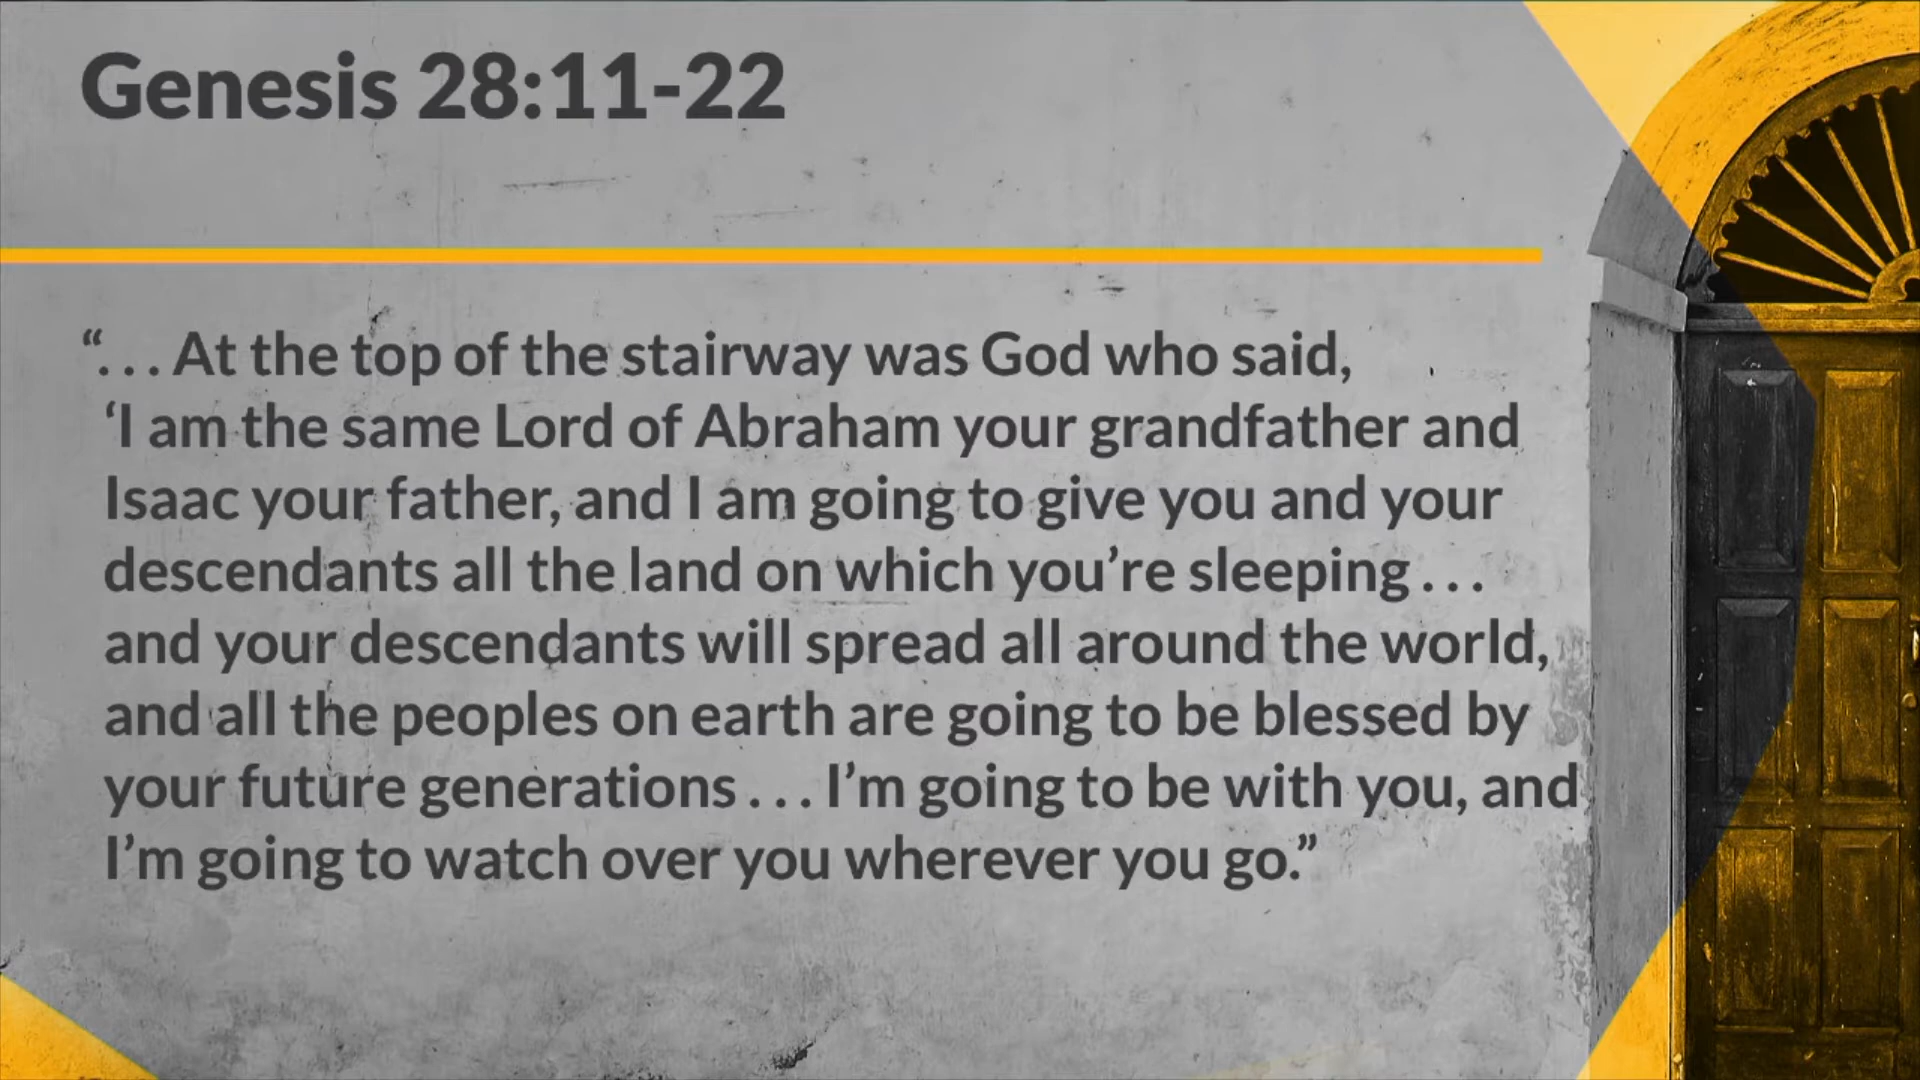 Genesis 28:11-22
“. . . At the top of the stairway was God who said,
‘I am the same Lord of Abraham your grandfather and
Isaac your father, and I am going to give you and your
descendants all the land on which you’re sleeping . . .
and your descendants will spread all around the world,
and all the peoples on earth are going to be blessed by
your future generations . . . I’m going to be with you, and
I’m going to watch over you wherever you go.”